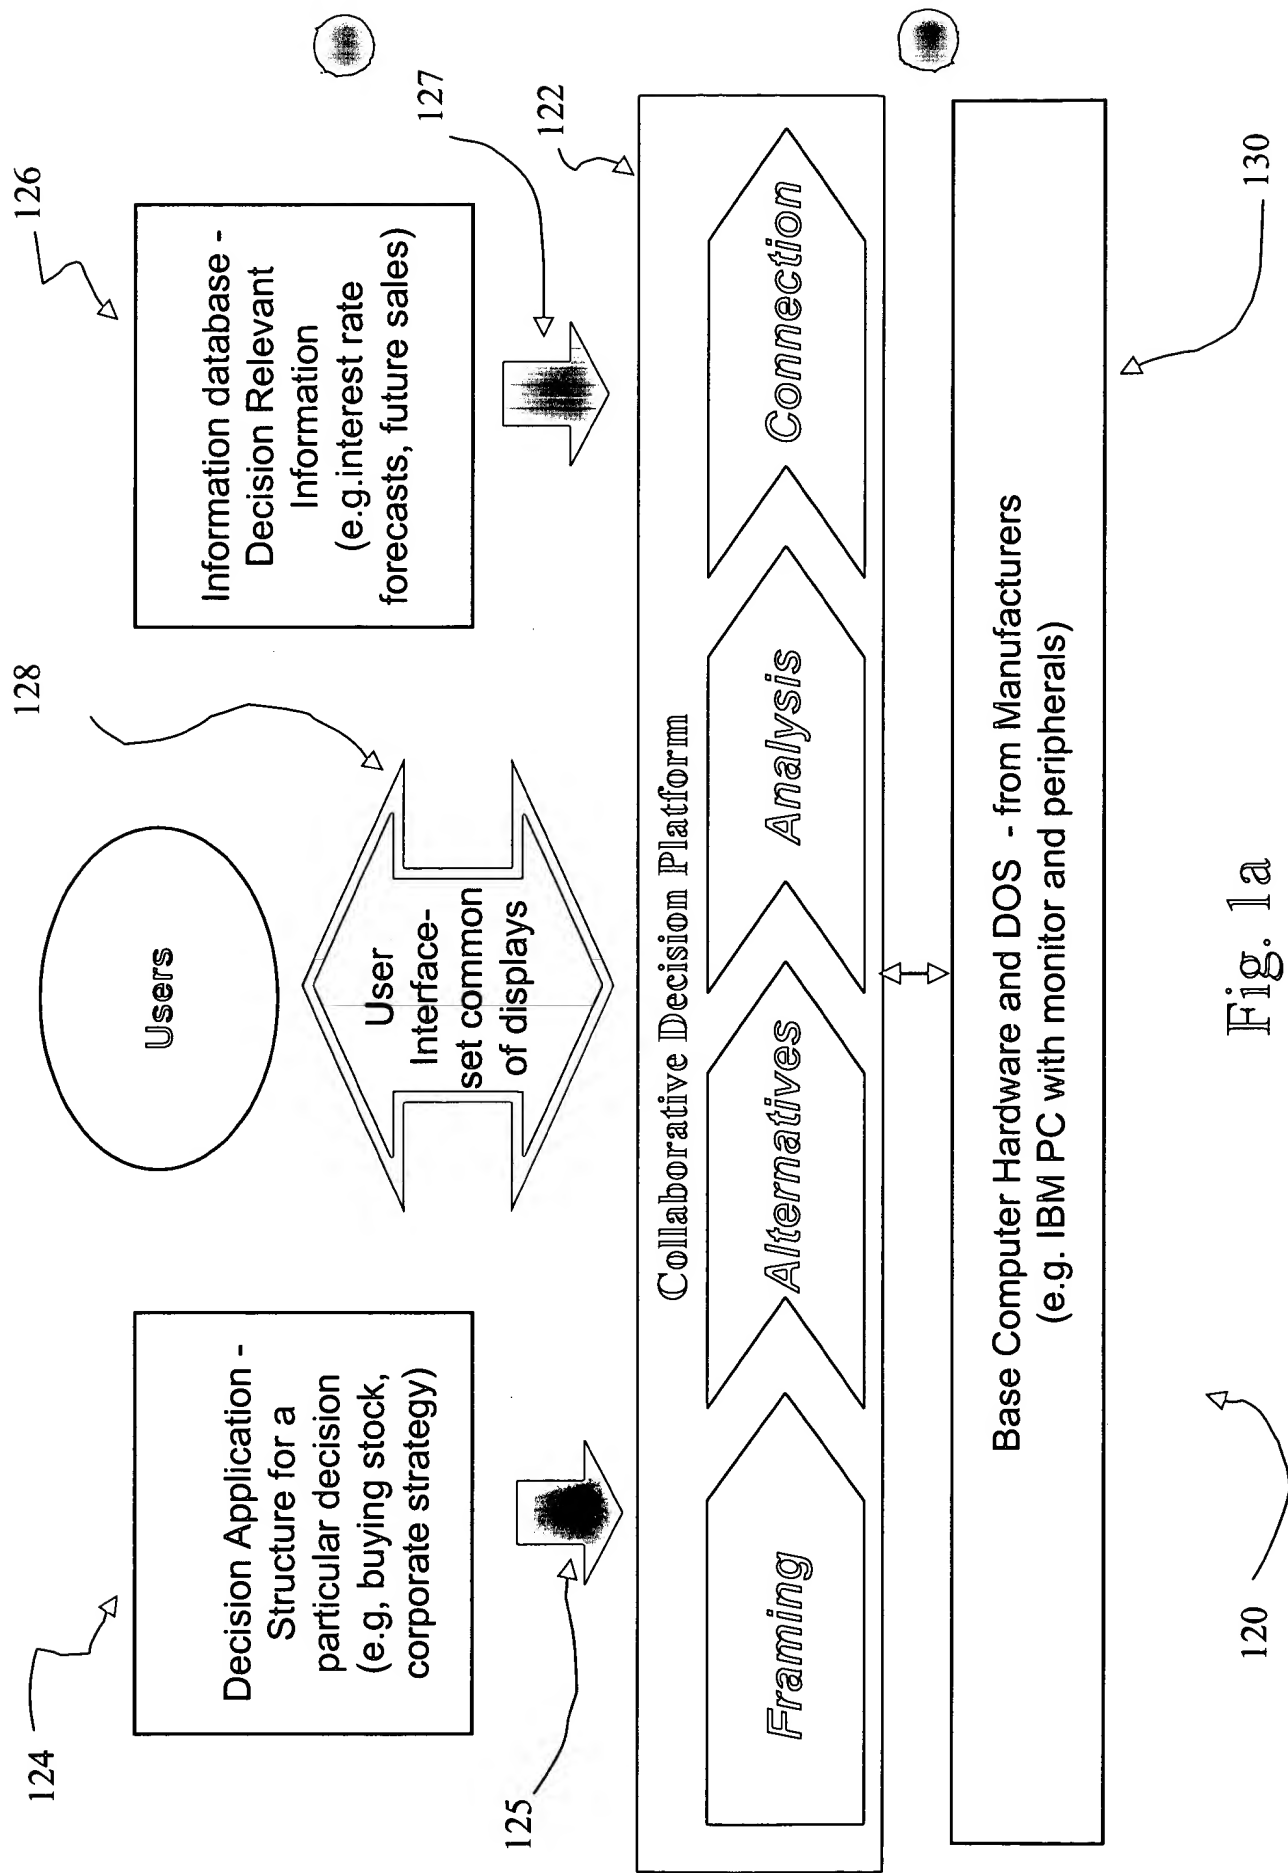 124
Decision Application -
Structure for a
particular decision
(e.g, buying stock,
corporate strategy)
125
Users
128
User
Interface-
set common
of displays
126
Information database -
Decision Relevant
Information
(e.g.interest rate
forecasts, future sales)
127
122
Collaborative Decision Platform
Framing
Alternatives
Analysis
Connection
Base Computer Hardware and DOS - from Manufacturers
(e.g. IBM PC with monitor and peripherals)
120
130
Fig. 1a